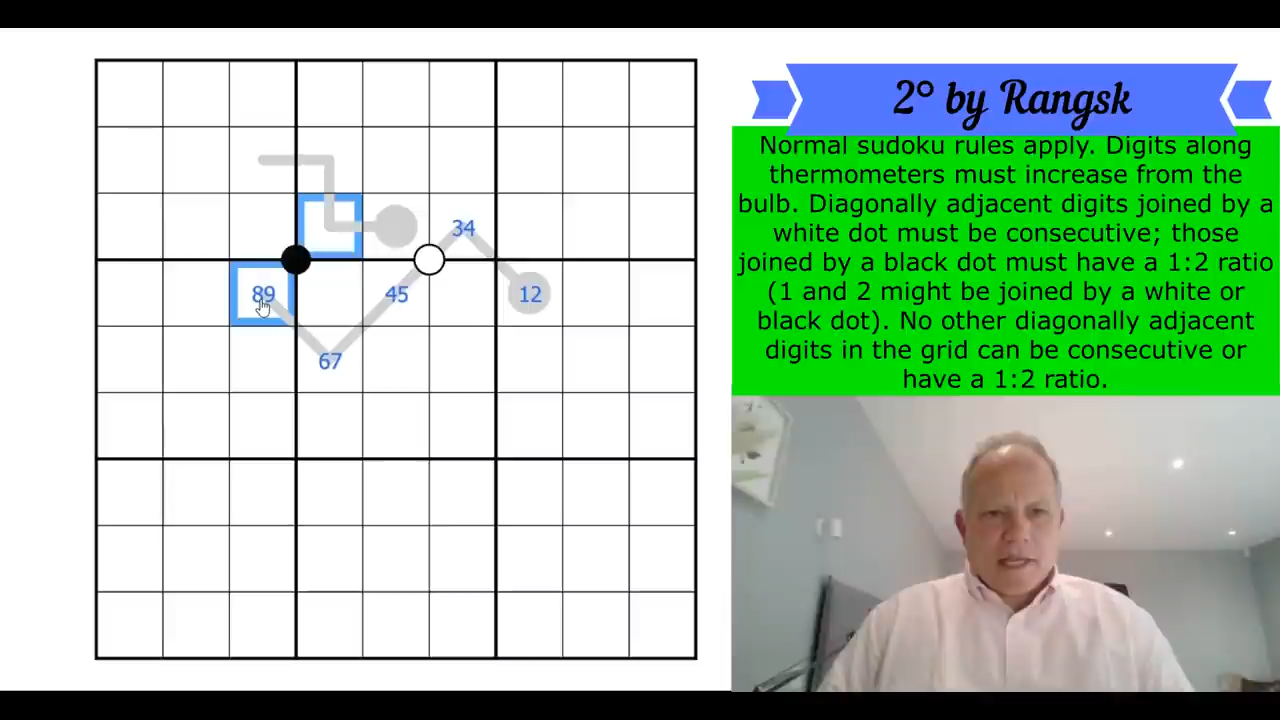 2° by Rangsk
Normal sudoku rules apply. Digits along
thermometers must increase from the
bulb. Diagonally adjacent digits joined by a
white dot must be consecutive; those
joined by a black dot must have a 1:2 ratio
(1 and 2 might be joined by a white or
black dot). No other diagonally adjacent
digits in the grid can be consecutive or
have a 1:2 ratio.
34
89
45
12
67